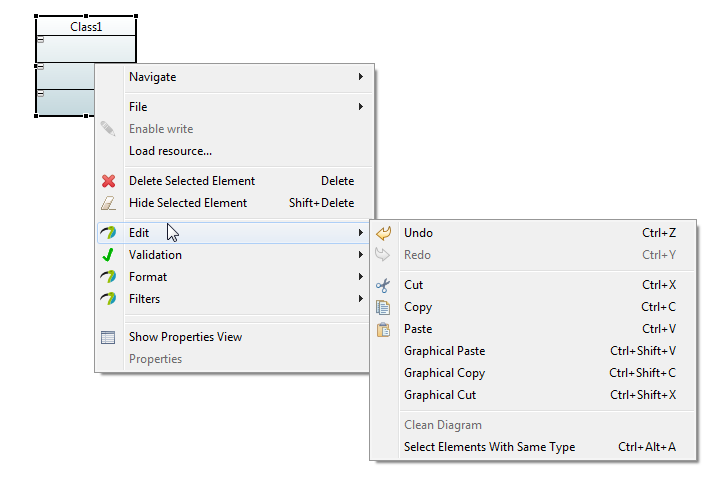 Class1
Navigate
File
Enable write
Load resource...
Delete Selected Element Delete
Hide Selected Element Shift+Delete
Edit
Validation
Format
Filters
Show Properties View
Properties
Undo Ctrl+Z
Redo Ctrl+Y
Cut Ctrl+X
Copy Ctrl+C
Paste Ctrl+V
Graphical Paste Ctrl+Shift+V
Graphical Copy Ctrl+Shift+C
Graphical Cut Ctrl+Shift+X
Clean Diagram
Select Elements With Same Type Ctrl+Alt+A